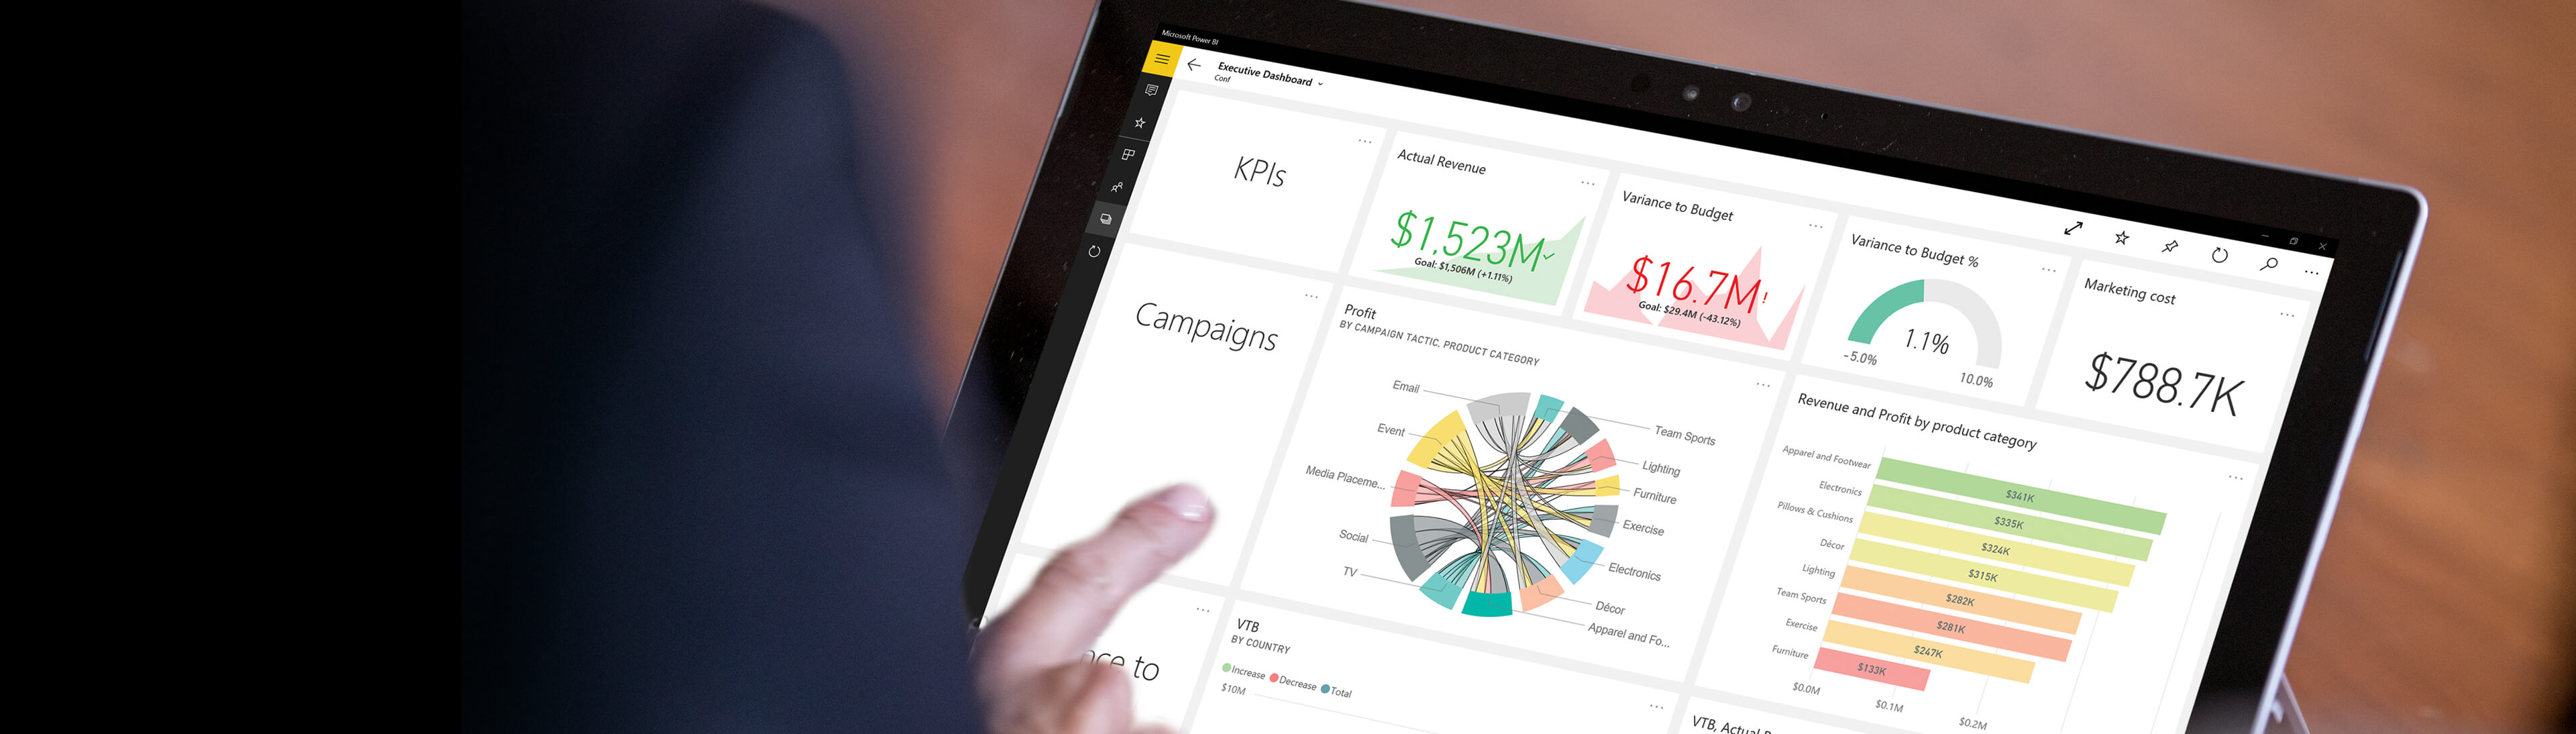 Microsoft Power BI
Executive Dashboard
Conf
KPIs
Actual Revenue
$1,523M
Goal: $1,506M (+1.11%)
Variance to Budget
$16.7M!
Goal: $29.4M (-43.12%)
Variance to Budget %
1.1%
-5.0%
10.0%
Marketing cost
$788.7K
Campaigns
Profit
BY CAMPAIGN TACTIC, PRODUCT CATEGORY
Email
Event
Media Placeme...
Social
TV
Team Sports
Lighting
Furniture
Exercise
Electronics
Décor
Apparel and Fo...
Revenue and Profit by product category
Apparel and Footwear $341K
Electronics $335K
Pillows & Cushions $324K
Décor $315K
Lighting $282K
Team Sports $281K
Exercise $247K
Furniture $133K
$0.0M $0.1M $0.2M
to
VTB
BY COUNTRY
Increase Decrease Total
$10M
VTB, Actual